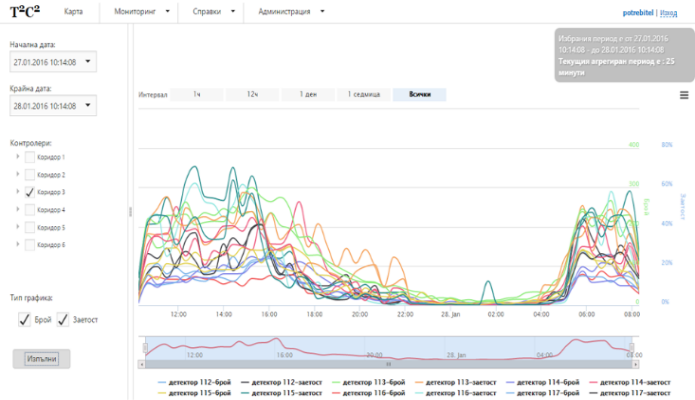 T²C²
Карта
Мониторинг
Справки
Администрация
potrebitel | Изход
Начална дата:
27.01.2016 10:14:08
Крайна дата:
28.01.2016 10:14:08
Контролери:
Коридор 1
Коридор 2
Коридор 3
Коридор 4
Коридор 5
Коридор 6
Тип графика:
Брой Заетост
Изпълни
Избрания период е от 27.01.2016
10:14:08 - до 28.01.2016 10:14:08
Текущия агрегиран период е : 25
минути
Интервал 1ч 12ч 1 ден 1 седмица Всички
400 80%
300 60%
40%
20%
0 0%
Брой
Заетост
12:00 14:00 16:00 18:00 20:00 22:00 28. Jan 02:00 04:00 06:00 08:00
12:00 16:00 20:00 28. Jan 04:00 08:00
детектор 112-брой детектор 112-заетост детектор 113-брой детектор 113-заетост детектор 114-брой детектор 114-заетост
детектор 115-брой детектор 115-заетост детектор 116-брой детектор 116-заетост детектор 117-брой детектор 117-заетост